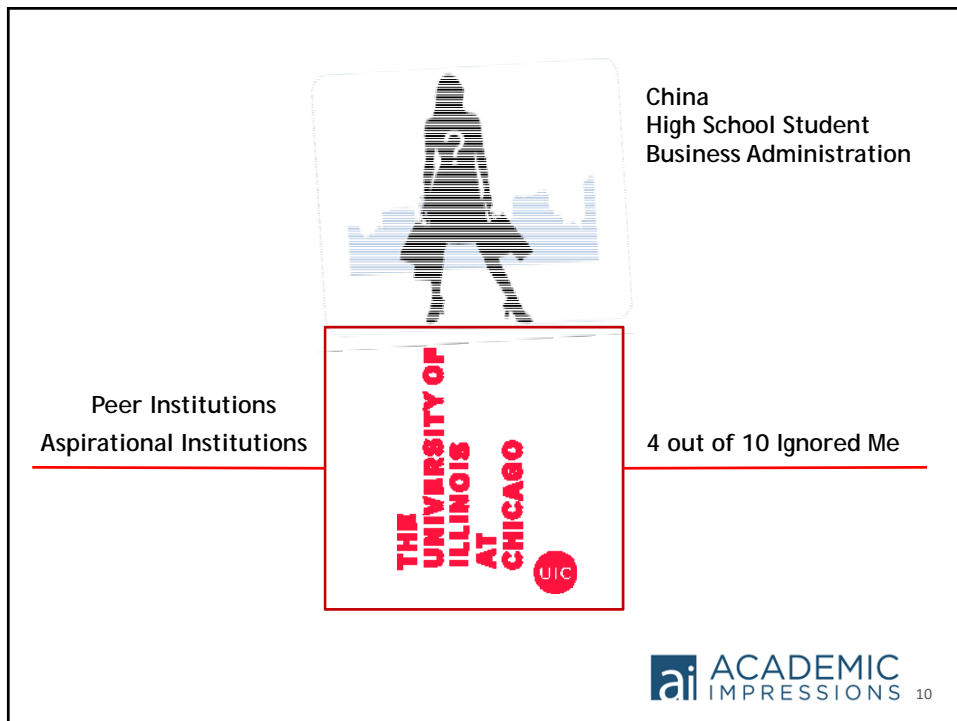 China
High School Student
Business Administration
?
Peer Institutions
Aspirational Institutions
THE
UNIVERSITY OF
ILLINOIS
AT
CHICAGO
UIC
4 out of 10 Ignored Me
ai ACADEMIC
IMPRESSIONS
10